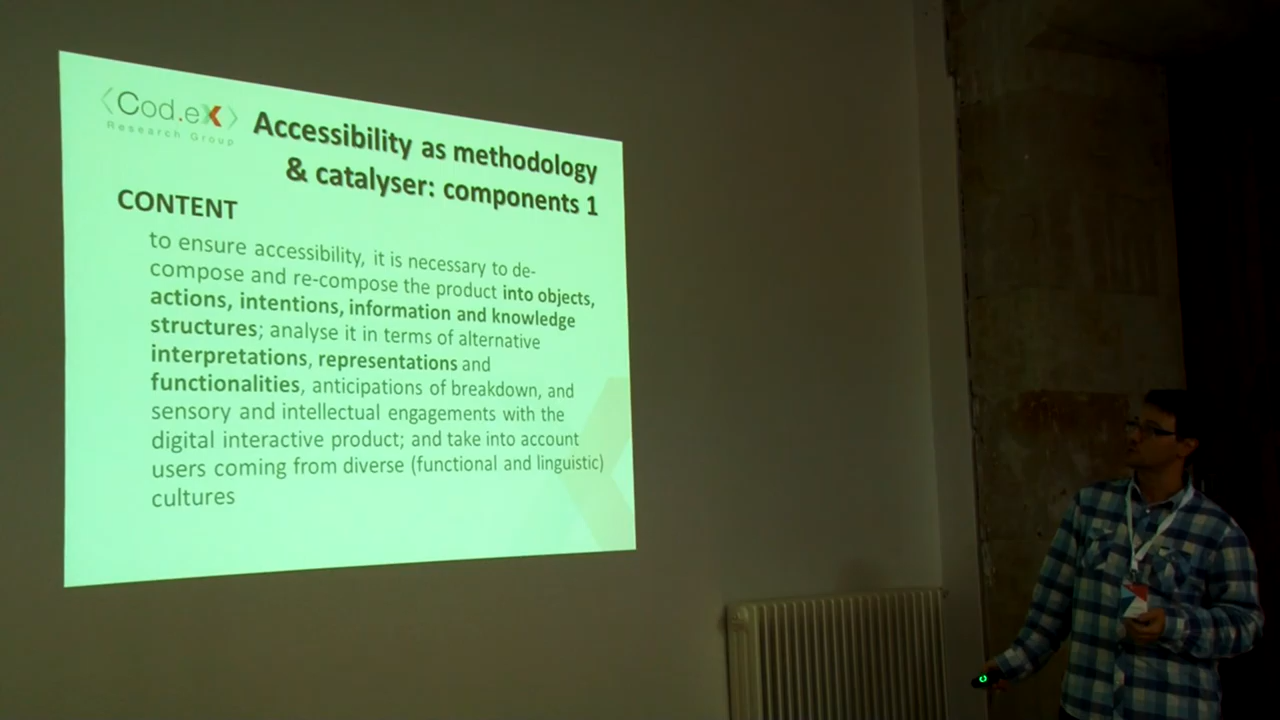 <Cod.eX>
Research Group
Accessibility as methodology
& catalyser: components 1
CONTENT
to ensure accessibility, it is necessary to de-
compose and re-compose the product into objects,
actions, intentions, information and knowledge
structures; analyse it in terms of alternative
interpretations, representations and
functionalities, anticipations of breakdown, and
sensory and intellectual engagements with the
digital interactive product; and take into account
users coming from diverse (functional and linguistic)
cultures